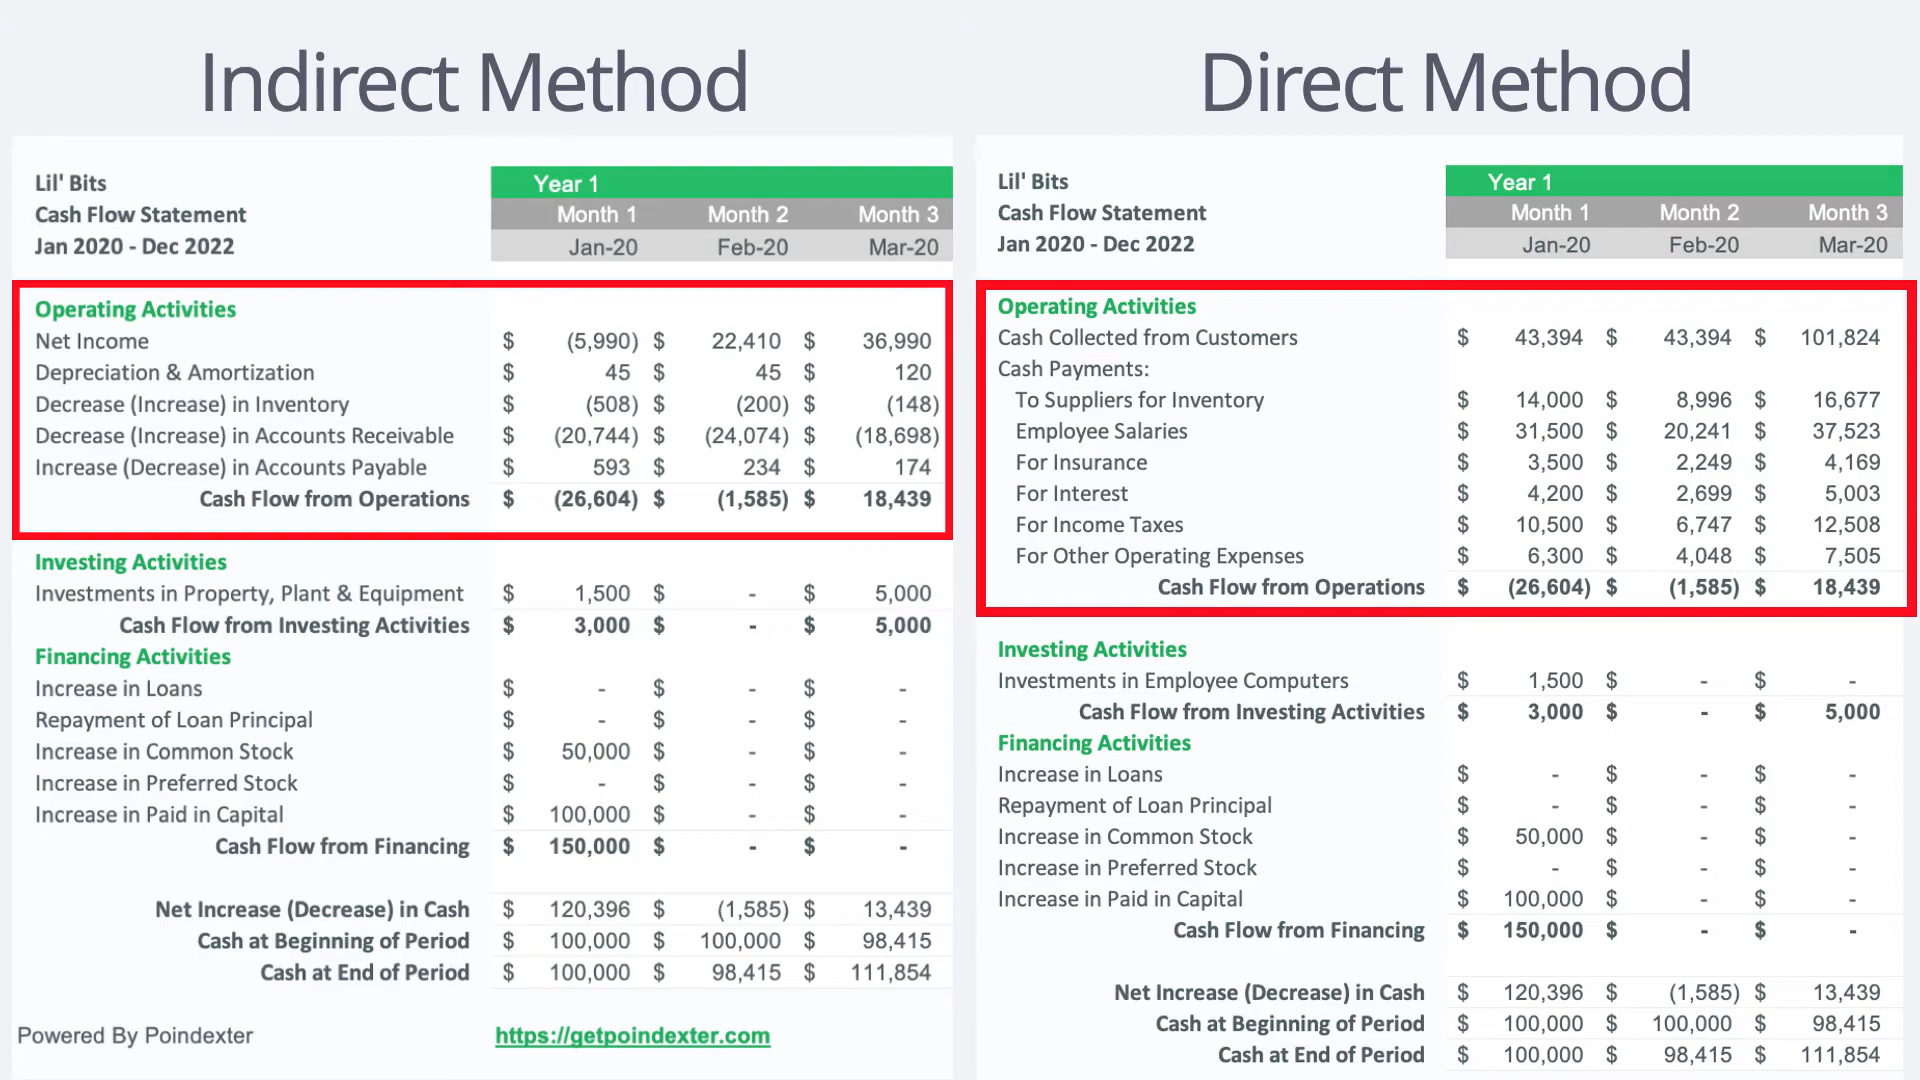 Indirect Method
Lil' Bits Year 1
Cash Flow Statement Month 1 Month 2 Month 3
Jan 2020 - Dec 2022 Jan-20 Feb-20 Mar-20
Operating Activities
Net Income $ (5,990) $ 22,410 $ 36,990
Depreciation & Amortization $ 45 $ 45 $ 120
Decrease (Increase) in Inventory $ (508) $ (200) $ (148)
Decrease (Increase) in Accounts Receivable $ (20,744) $ (24,074) $ (18,698)
Increase (Decrease) in Accounts Payable $ 593 $ 234 $ 174
Cash Flow from Operations $ (26,604) $ (1,585) $ 18,439
Investing Activities
Investments in Property, Plant & Equipment $ 1,500 $ - $ 5,000
Cash Flow from Investing Activities $ 3,000 $ - $ 5,000
Financing Activities
Increase in Loans $ - $ - $ -
Repayment of Loan Principal $ - $ - $ -
Increase in Common Stock $ 50,000 $ - $ -
Increase in Preferred Stock $ - $ - $ -
Increase in Paid in Capital $ 100,000 $ - $ -
Cash Flow from Financing $ 150,000 $ - $ -
Net Increase (Decrease) in Cash $ 120,396 $ (1,585) $ 13,439
Cash at Beginning of Period $ 100,000 $ 100,000 $ 98,415
Cash at End of Period $ 100,000 $ 98,415 $ 111,854
Powered By Poindexter https://getpoindexter.com
Direct Method
Lil' Bits Year 1
Cash Flow Statement Month 1 Month 2 Month 3
Jan 2020 - Dec 2022 Jan-20 Feb-20 Mar-20
Operating Activities
Cash Collected from Customers $ 43,394 $ 43,394 $ 101,824
Cash Payments:
To Suppliers for Inventory $ 14,000 $ 8,996 $ 16,677
Employee Salaries $ 31,500 $ 20,241 $ 37,523
For Insurance $ 3,500 $ 2,249 $ 4,169
For Interest $ 4,200 $ 2,699 $ 5,003
For Income Taxes $ 10,500 $ 6,747 $ 12,508
For Other Operating Expenses $ 6,300 $ 4,048 $ 7,505
Cash Flow from Operations $ (26,604) $ (1,585) $ 18,439
Investing Activities
Investments in Employee Computers $ 1,500 $ - $ -
Cash Flow from Investing Activities $ 3,000 $ - $ 5,000
Financing Activities
Increase in Loans $ - $ - $ -
Repayment of Loan Principal $ - $ - $ -
Increase in Common Stock $ 50,000 $ - $ -
Increase in Preferred Stock $ - $ - $ -
Increase in Paid in Capital $ 100,000 $ - $ -
Cash Flow from Financing $ 150,000 $ - $ -
Net Increase (Decrease) in Cash $ 120,396 $ (1,585) $ 13,439
Cash at Beginning of Period $ 100,000 $ 100,000 $ 98,415
Cash at End of Period $ 100,000 $ 98,415 $ 111,854